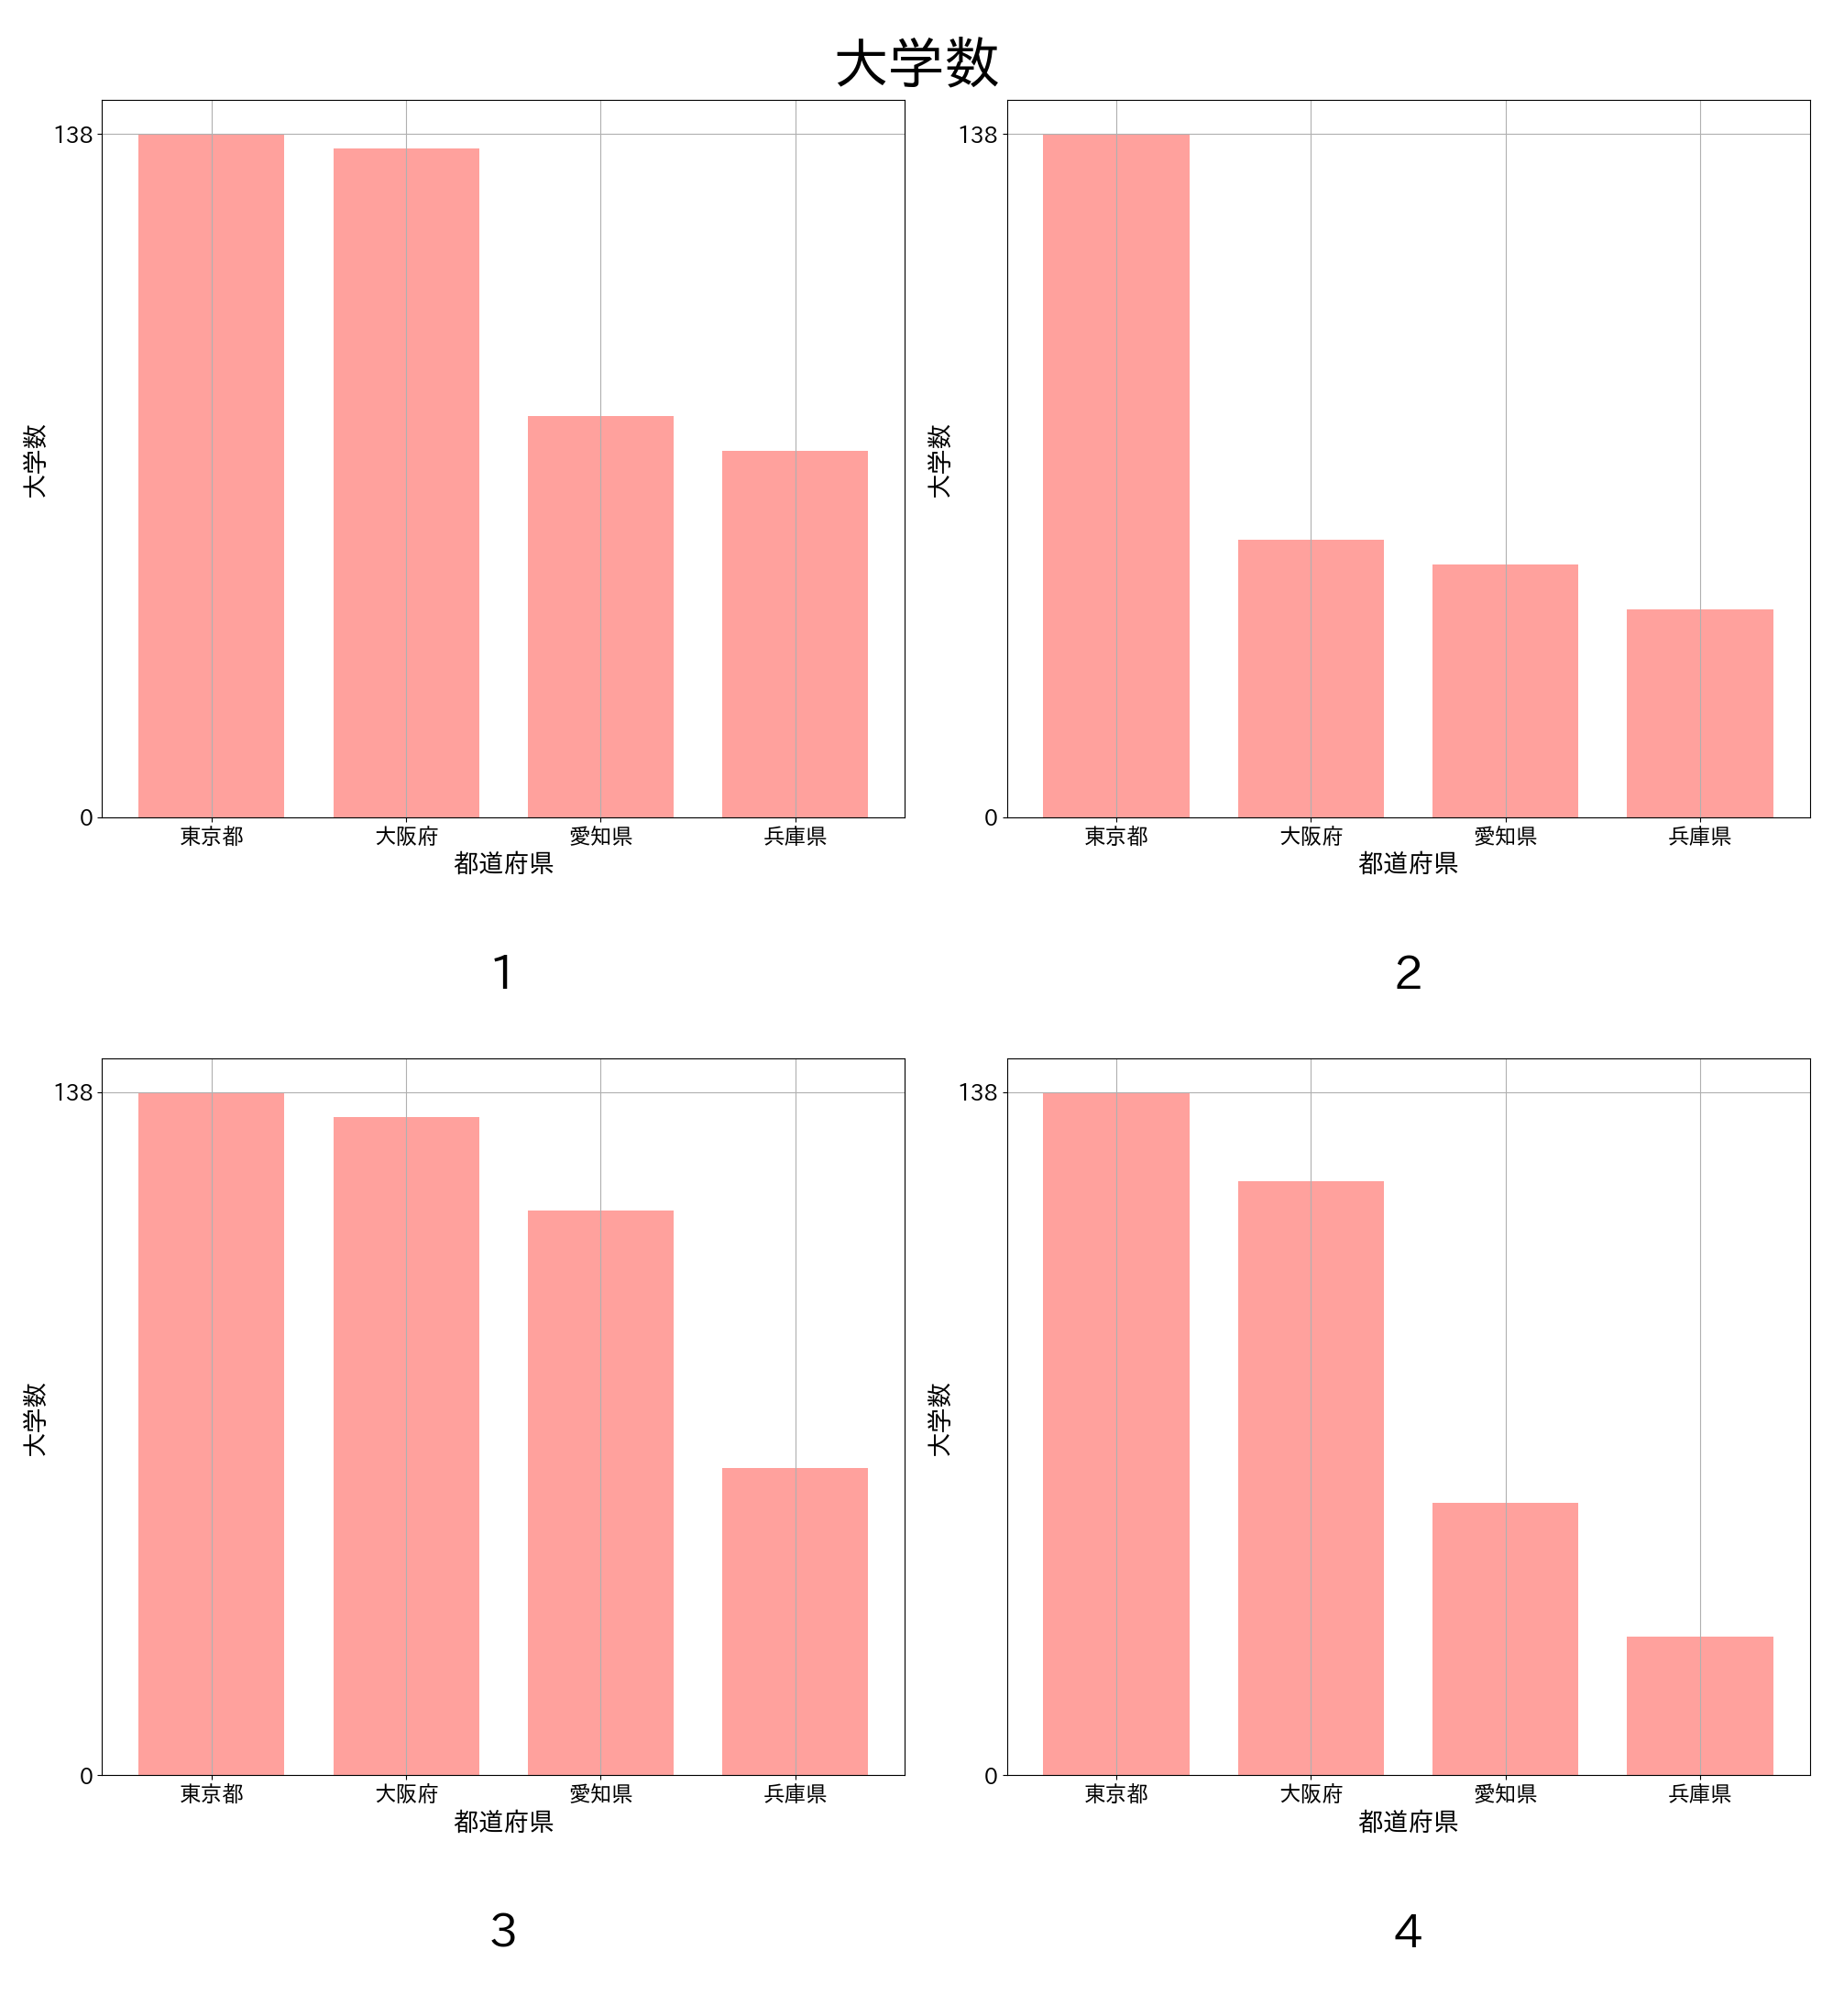 大学数
138
0
大学数
東京都 大阪府 愛知県 兵庫県
都道府県
1
138
0
大学数
東京都 大阪府 愛知県 兵庫県
都道府県
2
138
0
大学数
東京都 大阪府 愛知県 兵庫県
都道府県
3
138
0
大学数
東京都 大阪府 愛知県 兵庫県
都道府県
4